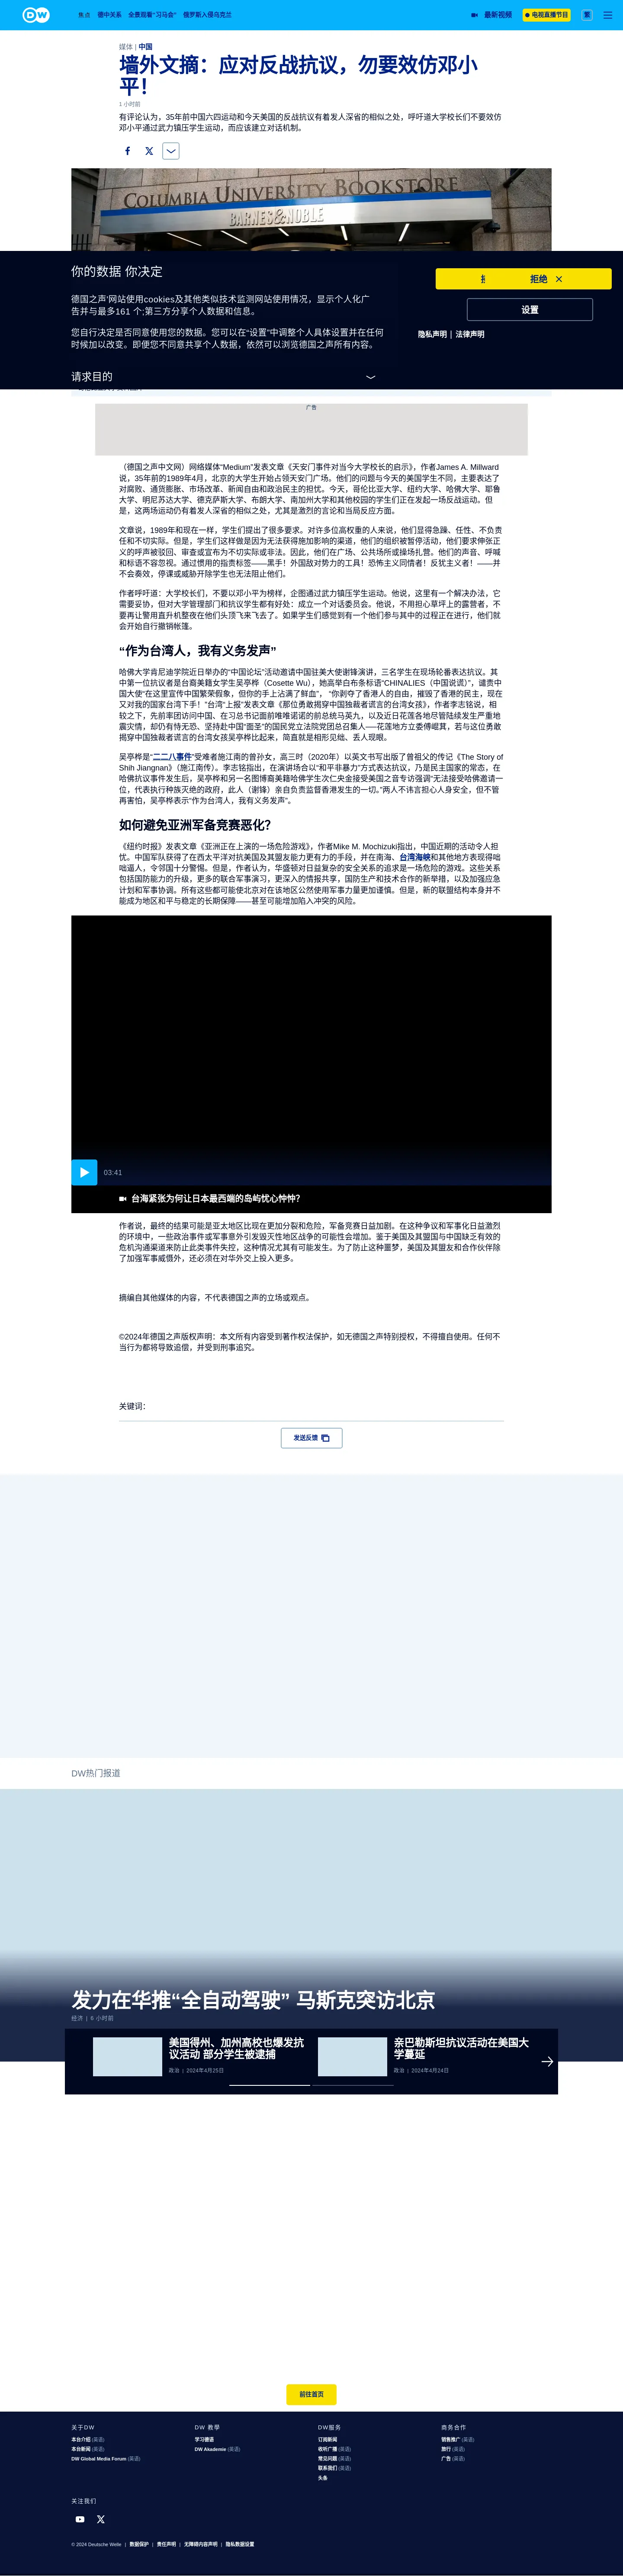 DW
焦点 德中关系 全景观看“习马会” 俄罗斯入侵乌克兰 最新视频 电视直播节目 繁
媒体 | 中国
墙外文摘：应对反战抗议，勿要效仿邓小
平！
1 小时前
有评论认为，35年前中国六四运动和今天美国的反战抗议有着发人深省的相似之处，呼吁道大学校长们不要效仿
邓小平通过武力镇压学生运动，而应该建立对话机制。
COLUMBIA UNIVERSITY BOOKSTORE
BARNES&NOBLE
你的数据 你决定
拒绝
德国之声'网站使用cookies及其他类似技术监测网站使用情况，显示个人化广
告并与最多161 个;第三方分享个人数据和信息。
设置
您自行决定是否同意使用您的数据。您可以在“设置”中调整个人具体设置并在任何
时候加以改变。即便您不同意共享个人数据，依然可以浏览德国之声所有内容。
隐私声明 | 法律声明
请求目的
广告
（德国之声中文网）网络媒体“Medium”发表文章《天安门事件对当今大学校长的启示》，作者James A. Millward
说，35年前的1989年4月，北京的大学生开始占领天安门广场。他们的问题与今天的美国学生不同，主要表达了
对腐败、通货膨胀、市场改革、新闻自由和政治民主的担忧。今天，哥伦比亚大学、纽约大学、哈佛大学、耶鲁
大学、明尼苏达大学、德克萨斯大学、布朗大学、南加州大学和其他校园的学生们正在发起一场反战运动。但
是，这两场运动仍有着发人深省的相似之处，尤其是激烈的言论和当局反应方面。
文章说，1989年和现在一样，学生们提出了很多要求。对许多位高权重的人来说，他们显得急躁、任性、不负责
任和不切实际。但是，学生们这样做是因为无法获得施加影响的渠道，他们的组织被暂停活动，他们要求伸张正
义的呼声被驳回、审查或宣布为不切实际或非法。因此，他们在广场、公共场所或操场扎营。他们的声音、呼喊
和标语不容忽视。通过惯用的指责标签——黑手！外国敌对势力的工具！恐怖主义同情者！反犹主义者！——并
不会奏效，停课或威胁开除学生也无法阻止他们。
作者呼吁道：大学校长们，不要以邓小平为榜样，企图通过武力镇压学生运动。他说，这里有一个解决办法，它
需要妥协，但对大学管理部门和抗议学生都有好处：成立一个对话委员会。他说，不用担心草坪上的露营者，不
要再让警用直升机整夜在他们头顶飞来飞去了。如果学生们感觉到有一个他们参与其中的过程正在进行，他们就
会开始自行撤销帐篷。
“作为台湾人，我有义务发声”
哈佛大学肯尼迪学院近日举办的“中国论坛”活动邀请中国驻美大使谢锋演讲，三名学生在现场轮番表达抗议。其
中第一位抗议者是台裔美籍女学生吴亭桦（Cosette Wu），她高举白布条标语“CHINALIES（中国说谎）”，谴责中
国大使“在这里宣传中国繁荣假象，但你的手上沾满了鲜血”， “你剥夺了香港人的自由，摧毁了香港的民主，现在
又对我的国家台湾下手！”台湾“上报”发表文章《那位勇敢揭穿中国独裁者谎言的台湾女孩》，作者李志铭说，相
较之下，先前率团访问中国、在习总书记面前唯唯诺诺的前总统马英九，以及近日花莲各地尽管陆续发生严重地
震灾情，却仍有恃无恐、坚持赴中国“面圣”的国民党立法院党团总召集人──花莲地方立委傅崐萁，若与这位勇敢
揭穿中国独裁者谎言的台湾女孩吴亭桦比起来，简直就是相形见绌、丢人现眼。
吴亭桦是“二二八事件”受难者施江南的曾孙女，高三时（2020年）以英文书写出版了曾祖父的传记《The Story of
Shih Jiangnan》（施江南传）。李志铭指出，在演讲场合以“和平非暴力”方式表达抗议，乃是民主国家的常态，在
哈佛抗议事件发生后，吴亭桦和另一名图博裔美籍哈佛学生次仁央金接受美国之音专访强调“无法接受哈佛邀请一
位，代表执行种族灭绝的政府，此人（谢锋）亲自负责监督香港发生的一切。”两人不讳言担心人身安全，但不管
再害怕，吴亭桦表示“作为台湾人，我有义务发声”。
如何避免亚洲军备竞赛恶化？
《纽约时报》发表文章《亚洲正在上演的一场危险游戏》，作者Mike M. Mochizuki指出，中国近期的活动令人担
忧。中国军队获得了在西太平洋对抗美国及其盟友能力更有力的手段，并在南海、台湾海峡和其他地方表现得咄
咄逼人，令邻国十分警惕。但是，作者认为，华盛顿对日益复杂的安全关系的追求是一场危险的游戏。这些关系
包括国防能力的升级，更多的联合军事演习，更深入的情报共享，国防生产和技术合作的新举措，以及加强应急
计划和军事协调。所有这些都可能使北京对在该地区公然使用军事力量更加谨慎。但是，新的联盟结构本身并不
能成为地区和平与稳定的长期保障——甚至可能增加陷入冲突的风险。
03:41
台海紧张为何让日本最西端的岛屿忧心忡忡？
作者说，最终的结果可能是亚太地区比现在更加分裂和危险，军备竞赛日益加剧。在这种争议和军事化日益激烈
的环境中，一些政治事件或军事意外引发毁灭性地区战争的可能性会增加。鉴于美国及其盟国与中国缺乏有效的
危机沟通渠道来防止此类事件失控，这种情况尤其有可能发生。为了防止这种噩梦，美国及其盟友和合作伙伴除
了加强军事威慑外，还必须在对华外交上投入更多。
摘编自其他媒体的内容，不代表德国之声的立场或观点。
©2024年德国之声版权声明：本文所有内容受到著作权法保护，如无德国之声特别授权，不得擅自使用。任何不
当行为都将导致追偿，并受到刑事追究。
关键词：
发送反馈
DW热门报道
发力在华推“全自动驾驶” 马斯克突访北京
经济 | 8 小时前
美国得州、加州高校也爆发抗
议活动 部分学生被逮捕
政治 | 2024年4月25日
亲巴勒斯坦抗议活动在美国大
学蔓延
政治 | 2024年4月24日
前往首页
关于DW
本台介绍 (英语)
本台新闻 (英语)
DW Global Media Forum (英语)
DW 教學
学习德语
DW Akademie (英语)
DW服务
订阅新闻
收听广播 (英语)
常见问题 (英语)
联系我们 (英语)
头条
商务合作
销售推广 (英语)
旅行 (英语)
广告 (英语)
关注我们
© 2024 Deutsche Welle | 数据保护 | 责任声明 | 无障碍内容声明 | 隐私数据设置